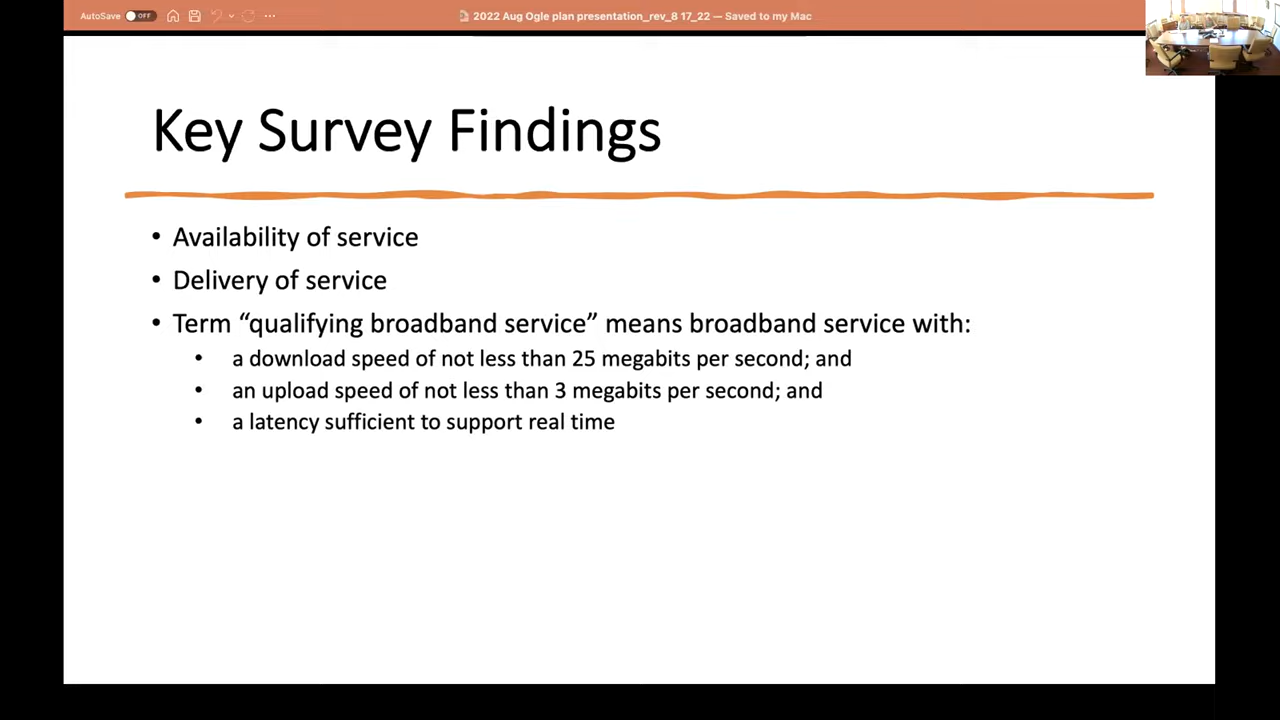 AutoSave OFF
2022 Aug Ogle plan presentation_rev_8 17_22 — Saved to my Mac
Key Survey Findings
• Availability of service
• Delivery of service
• Term “qualifying broadband service” means broadband service with:
• a download speed of not less than 25 megabits per second; and
• an upload speed of not less than 3 megabits per second; and
• a latency sufficient to support real time